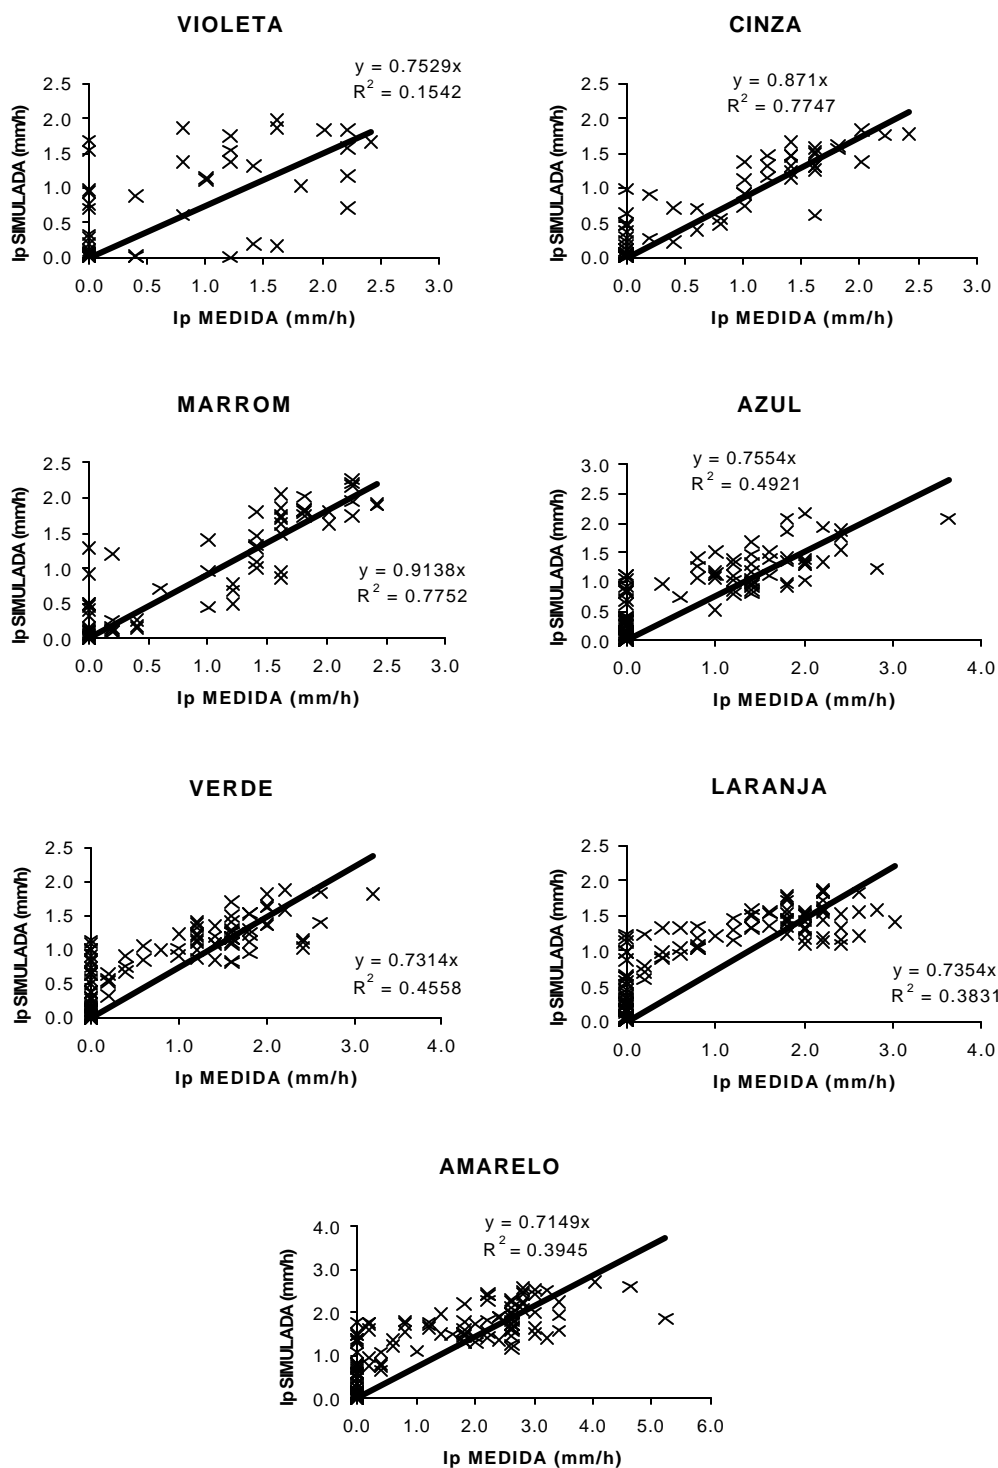 VIOLETA
y = 0.7529x
R2 = 0.1542
Ip SIMULADA (mm/h)
2.5
2.0
1.5
1.0
0.5
0.0
0.0 0.5 1.0 1.5 2.0 2.5 3.0
Ip MEDIDA (mm/h)
CINZA
y = 0.871x
R2 = 0.7747
Ip SIMULADA (mm/h)
2.5
2.0
1.5
1.0
0.5
0.0
0.0 0.5 1.0 1.5 2.0 2.5 3.0
Ip MEDIDA (mm/h)
MARROM
Ip SIMULADA (mm/h)
2.5
2.0
1.5
1.0
0.5
0.0
y = 0.9138x
R2 = 0.7752
0.0 0.5 1.0 1.5 2.0 2.5 3.0
Ip MEDIDA (mm/h)
AZUL
y = 0.7554x
R2 = 0.4921
Ip SIMULADA (mm/h)
3.0
2.5
2.0
1.5
1.0
0.5
0.0
0.0 1.0 2.0 3.0 4.0
Ip MEDIDA (mm/h)
VERDE
Ip SIMULADA (mm/h)
2.5
2.0
1.5
1.0
0.5
0.0
y = 0.7314x
R2 = 0.4558
0.0 1.0 2.0 3.0 4.0
Ip MEDIDA (mm/h)
LARANJA
Ip SIMULADA (mm/h)
2.5
2.0
1.5
1.0
0.5
0.0
y = 0.7354x
R2 = 0.3831
0.0 1.0 2.0 3.0 4.0
Ip MEDIDA (mm/h)
AMARELO
y = 0.7149x
R2 = 0.3945
Ip SIMULADA (mm/h)
4.0
3.0
2.0
1.0
0.0
0.0 1.0 2.0 3.0 4.0 5.0 6.0
Ip MEDIDA (mm/h)